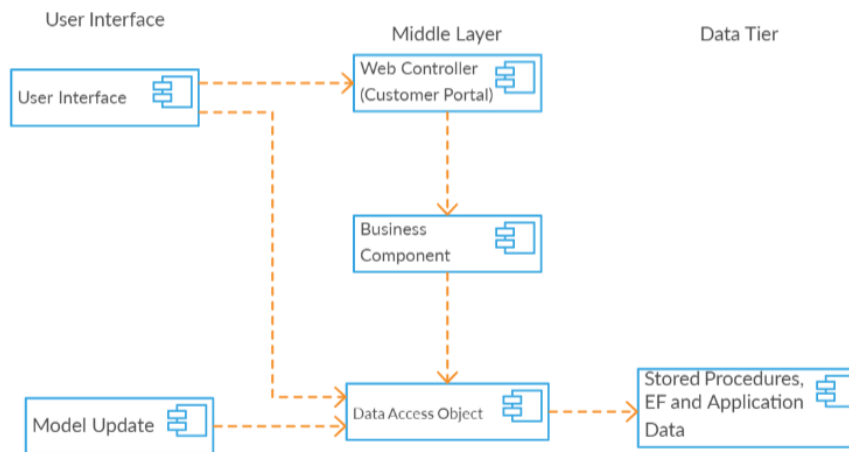 User Interface
Middle Layer
Data Tier
User Interface
Web Controller
(Customer Portal)
Business
Component
Model Update
Data Access Object
Stored Procedures,
EF and Application
Data